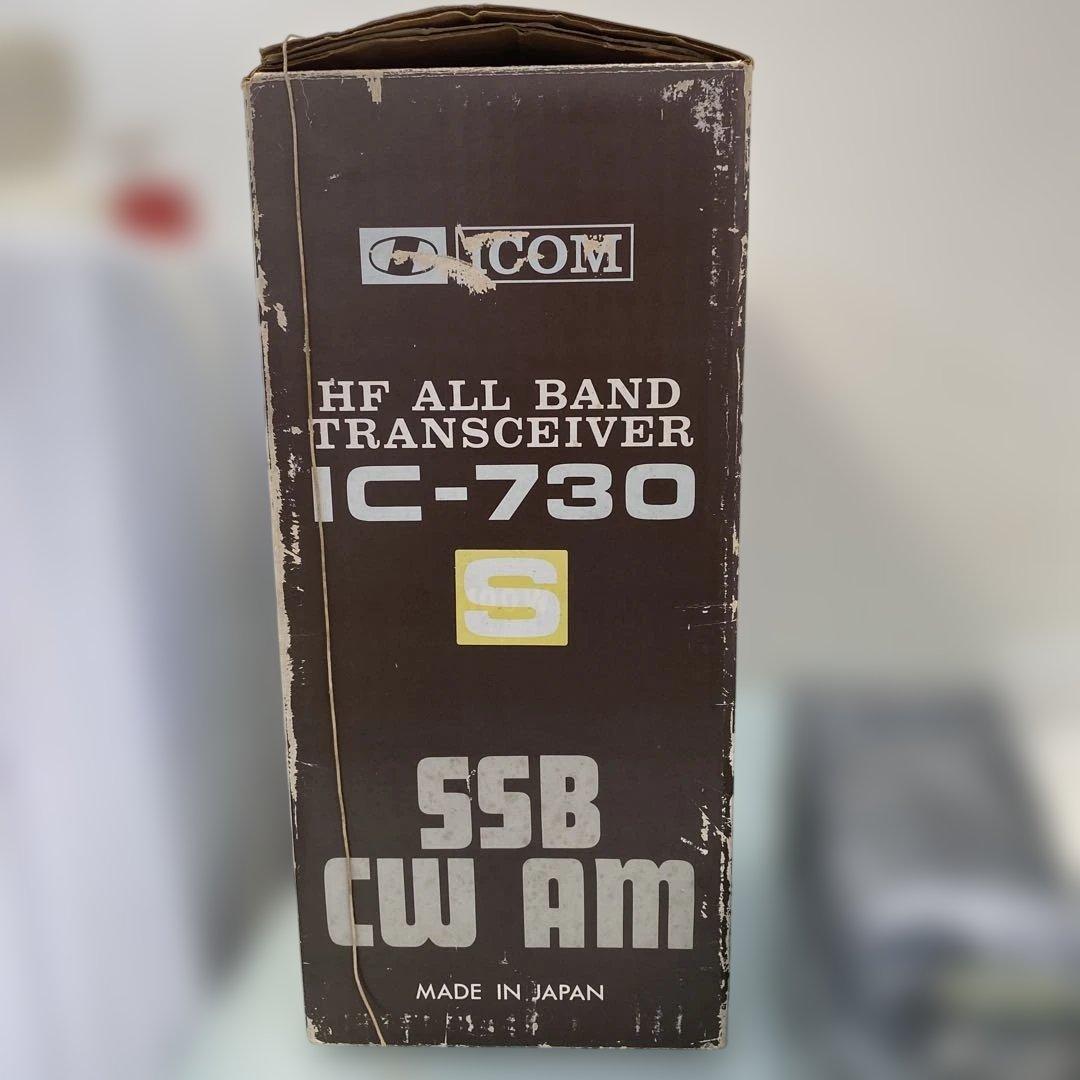 ICOM
HF ALL BAND
TRANSCEIVER
IC-730
S
SSB
CW AM
MADE IN JAPAN